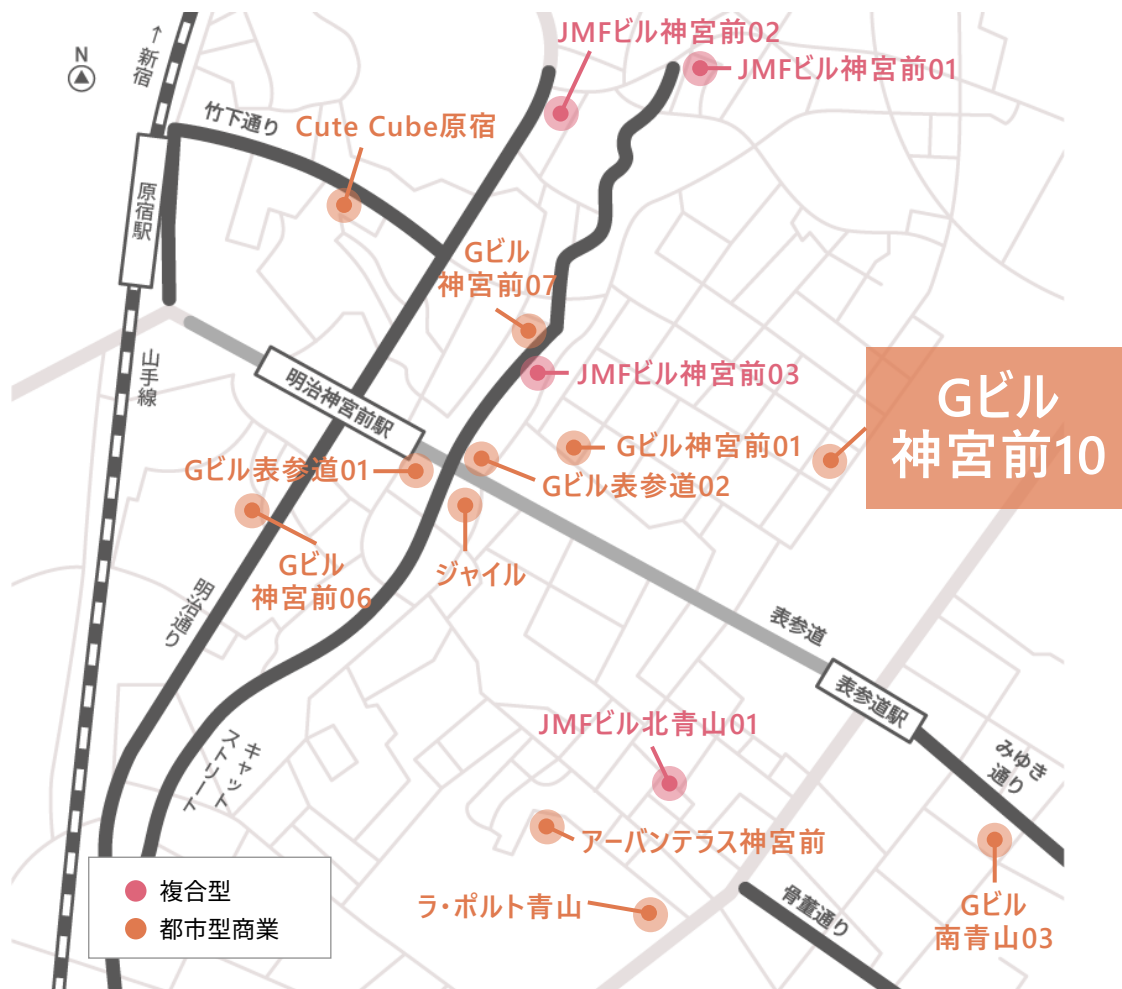 JMFビル神宮前02
N
↑新宿
JMFビル神宮前01
竹下通り
Cute Cube原宿
原宿駅
Gビル
神宮前07
山手線
明治神宮前駅
JMFビル神宮前03
Gビル
神宮前10
Gビル神宮前01
Gビル表参道01
Gビル表参道02
Gビル
神宮前06
ジャイル
明治通り
表参道
表参道駅
JMFビル北青山01
キャット
ストリート
みゆき
通り
アーバンテラス神宮前
複合型
都市型商業
ラ・ポルト青山
骨董通り
Gビル
南青山03